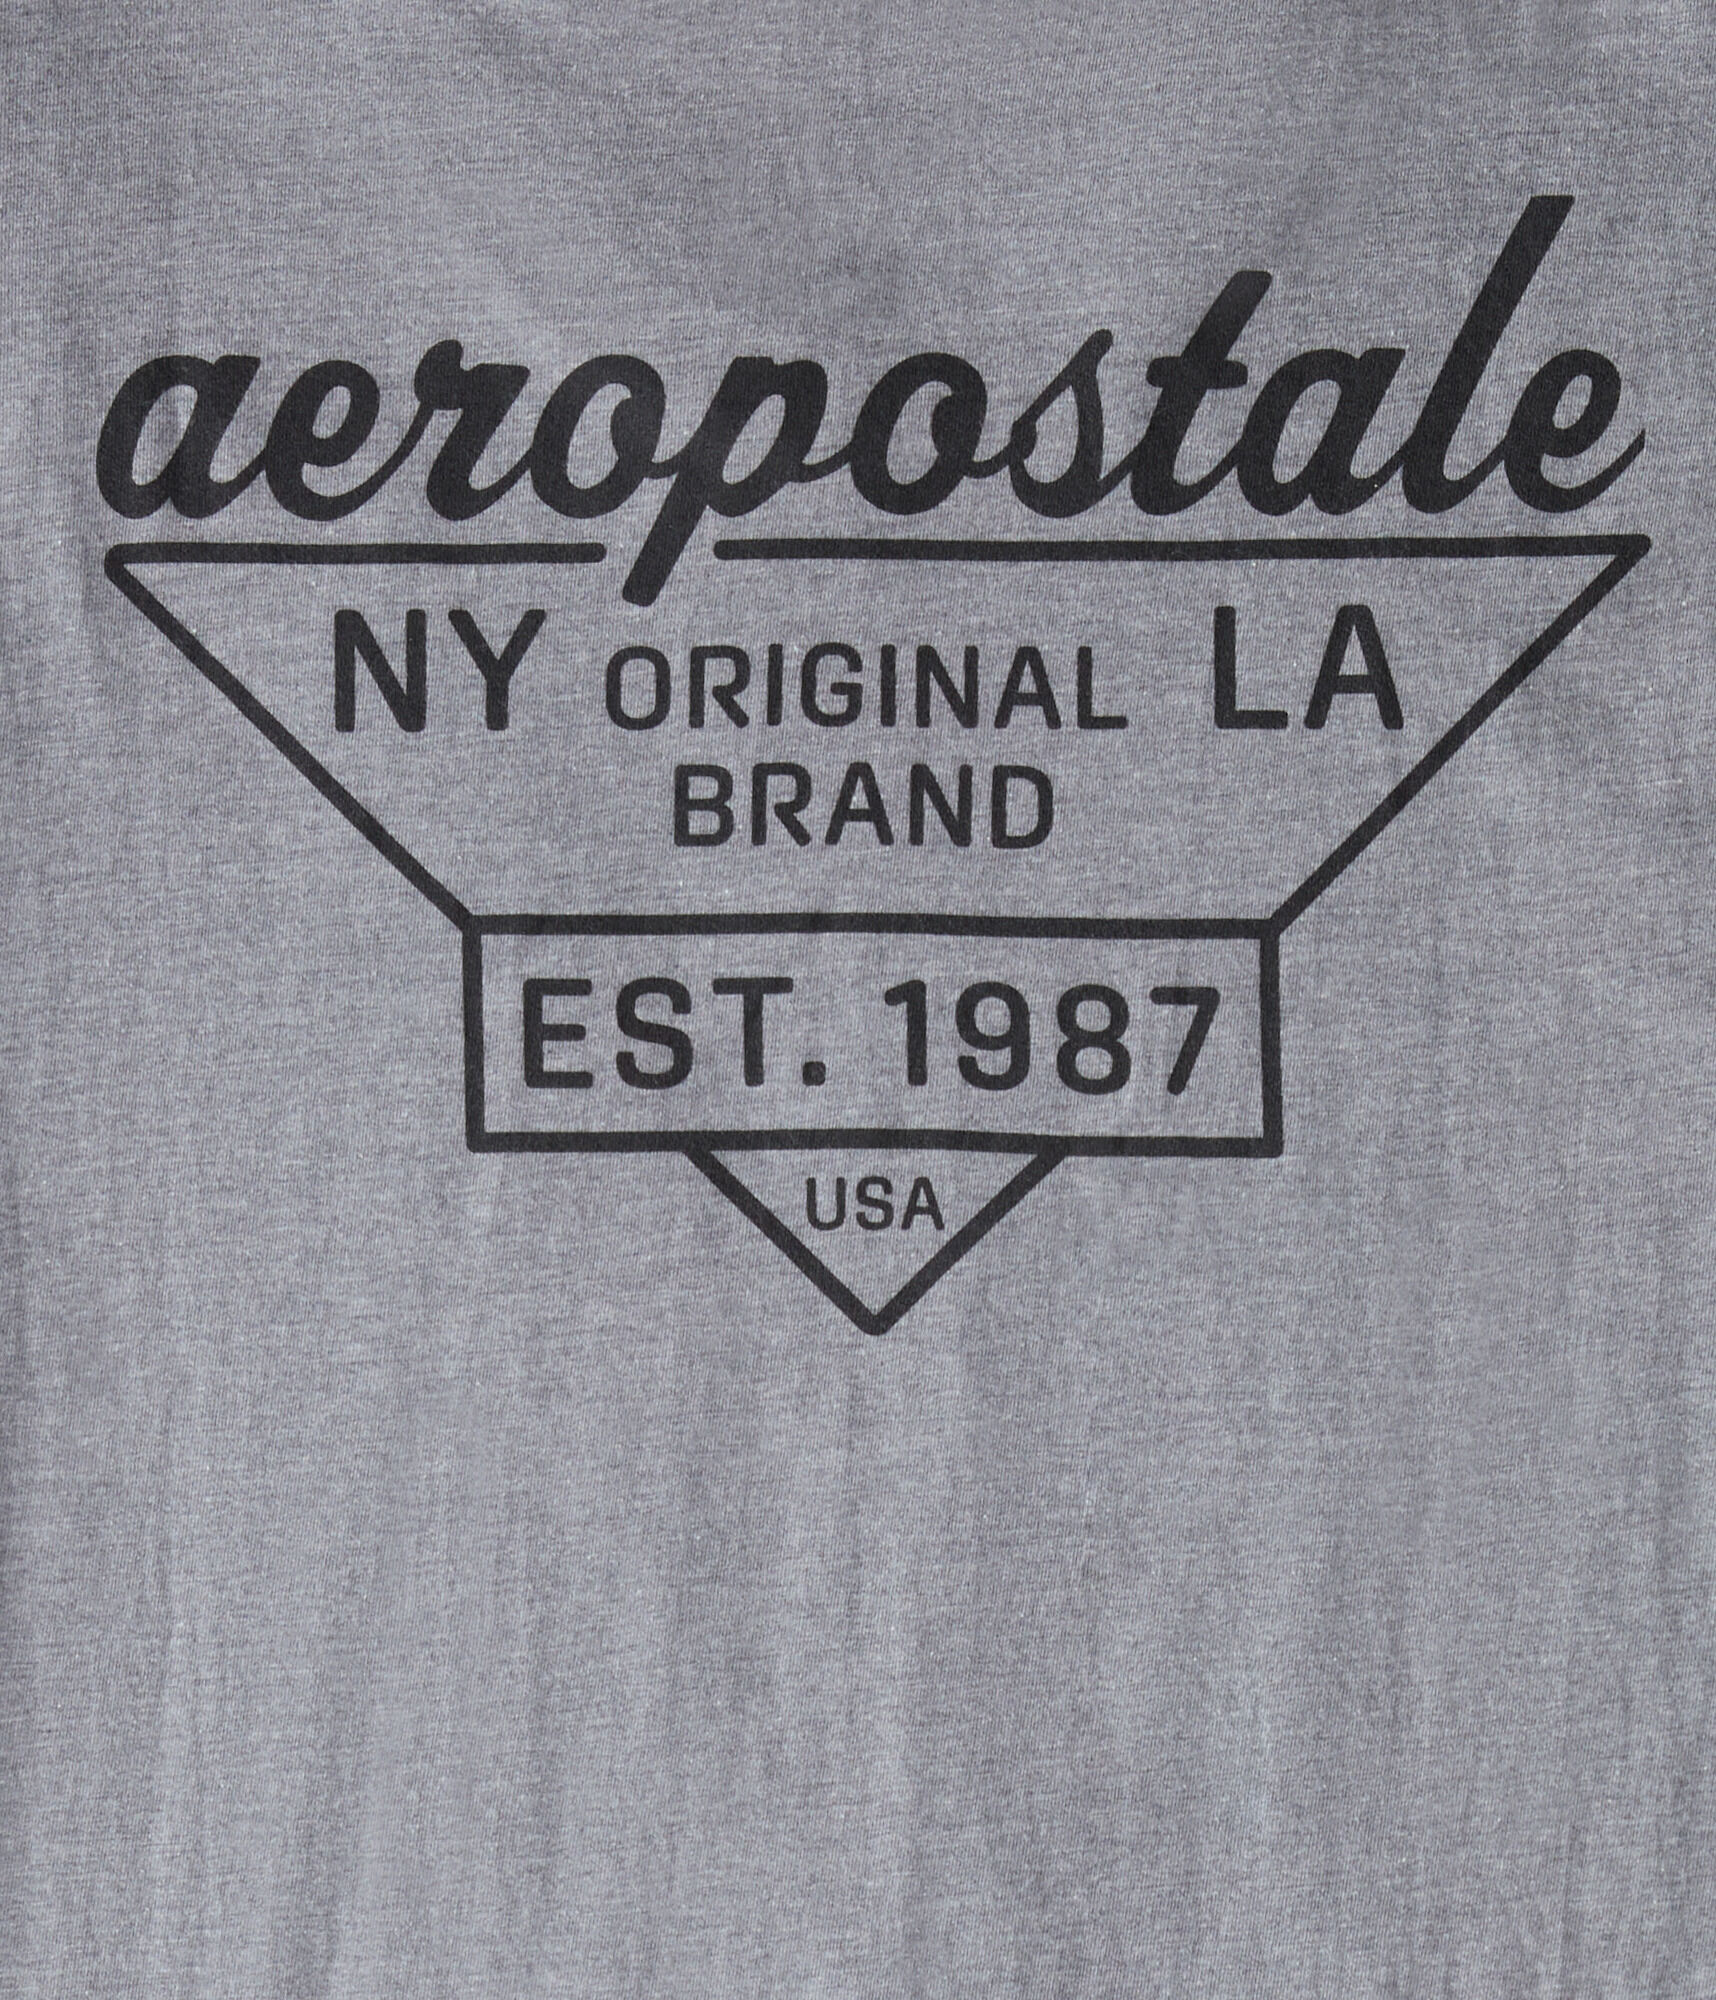 aeropostale
NY ORIGINAL LA
BRAND
EST. 1987
USA